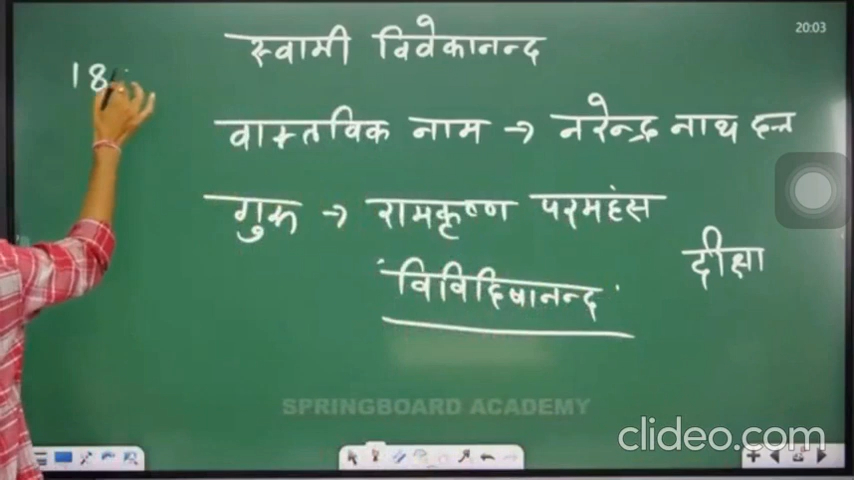 20:03
स्वामी विवेकानन्द
18
वास्तविक नाम → नरेन्द्र नाथ दत्त
गुरू → रामकृष्ण परमहंस
दीक्षा
'विविदिषानन्द'
SPRINGBOARD ACADEMY
clideo.com